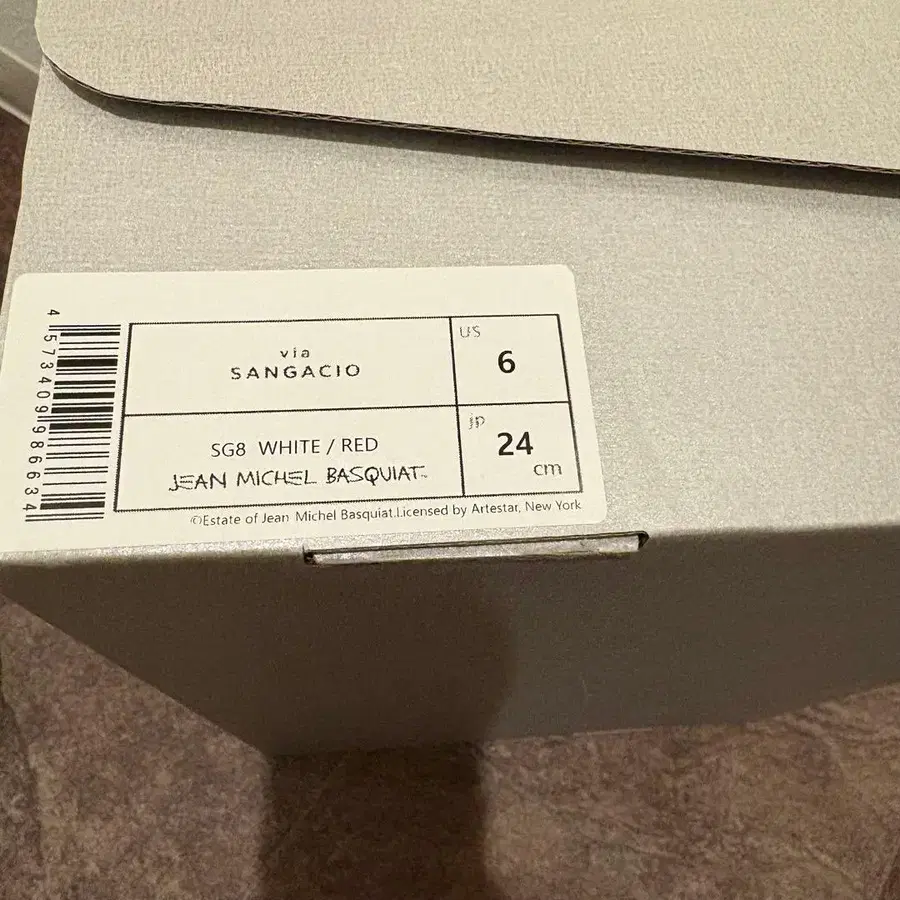 4573409986634
via
SANGACIO
US
6
SG8 WHITE / RED
JEAN MICHEL BASQUIAT™
jp
24
cm
©Estate of Jean Michel Basquiat.Licensed by Artestar, New York